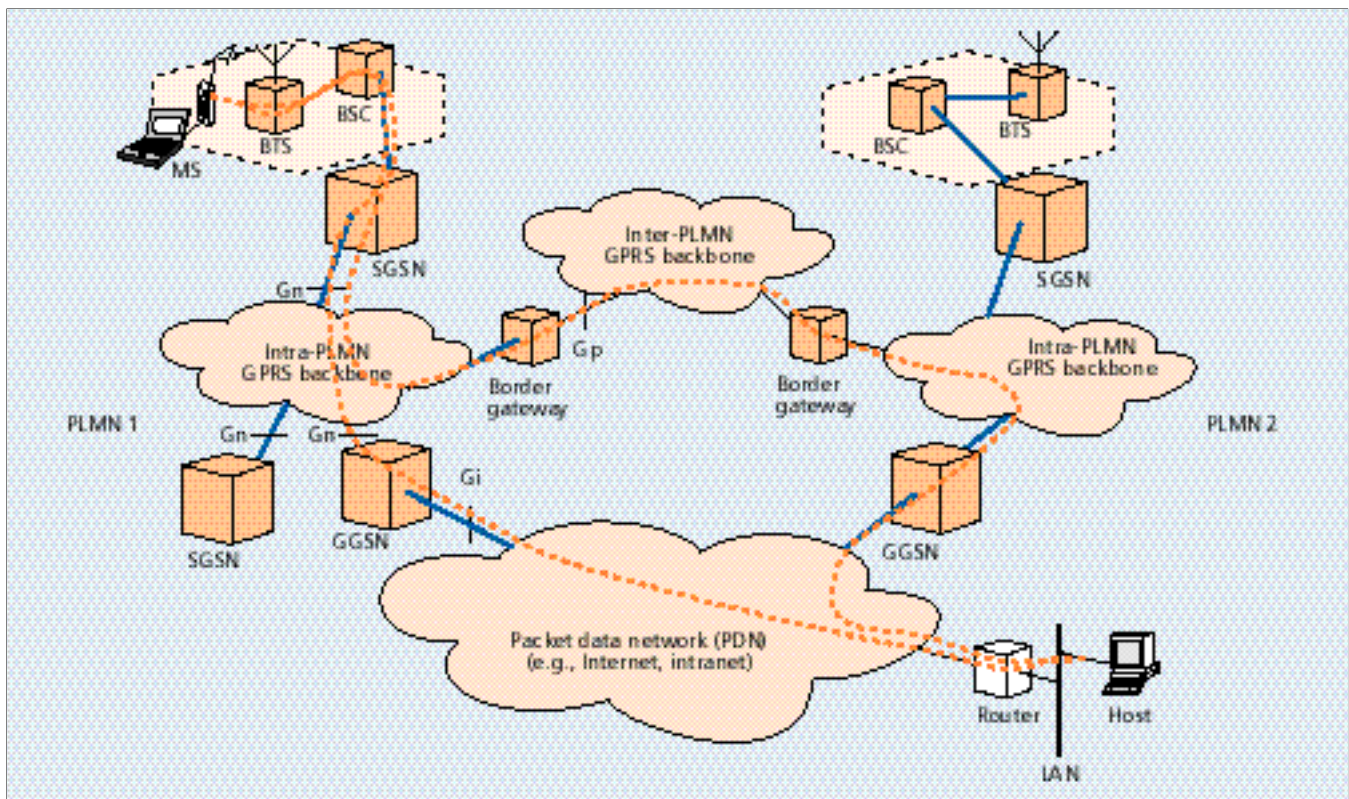 BSC
BTS
MS
BTS
BSC
SGSN
Gn
Inter-PLMN
GPRS backbone
SGSN
Intra-PLMN
GPRS backbone
Gp
Border
gateway
Border
gateway
Intra-PLMN
GPRS backbone
PLMN 1
PLMN 2
Gn
Gn
Gi
SGSN
GGSN
GGSN
Packet data network (PDN)
(e.g., Internet, intranet)
Router
Host
LAN